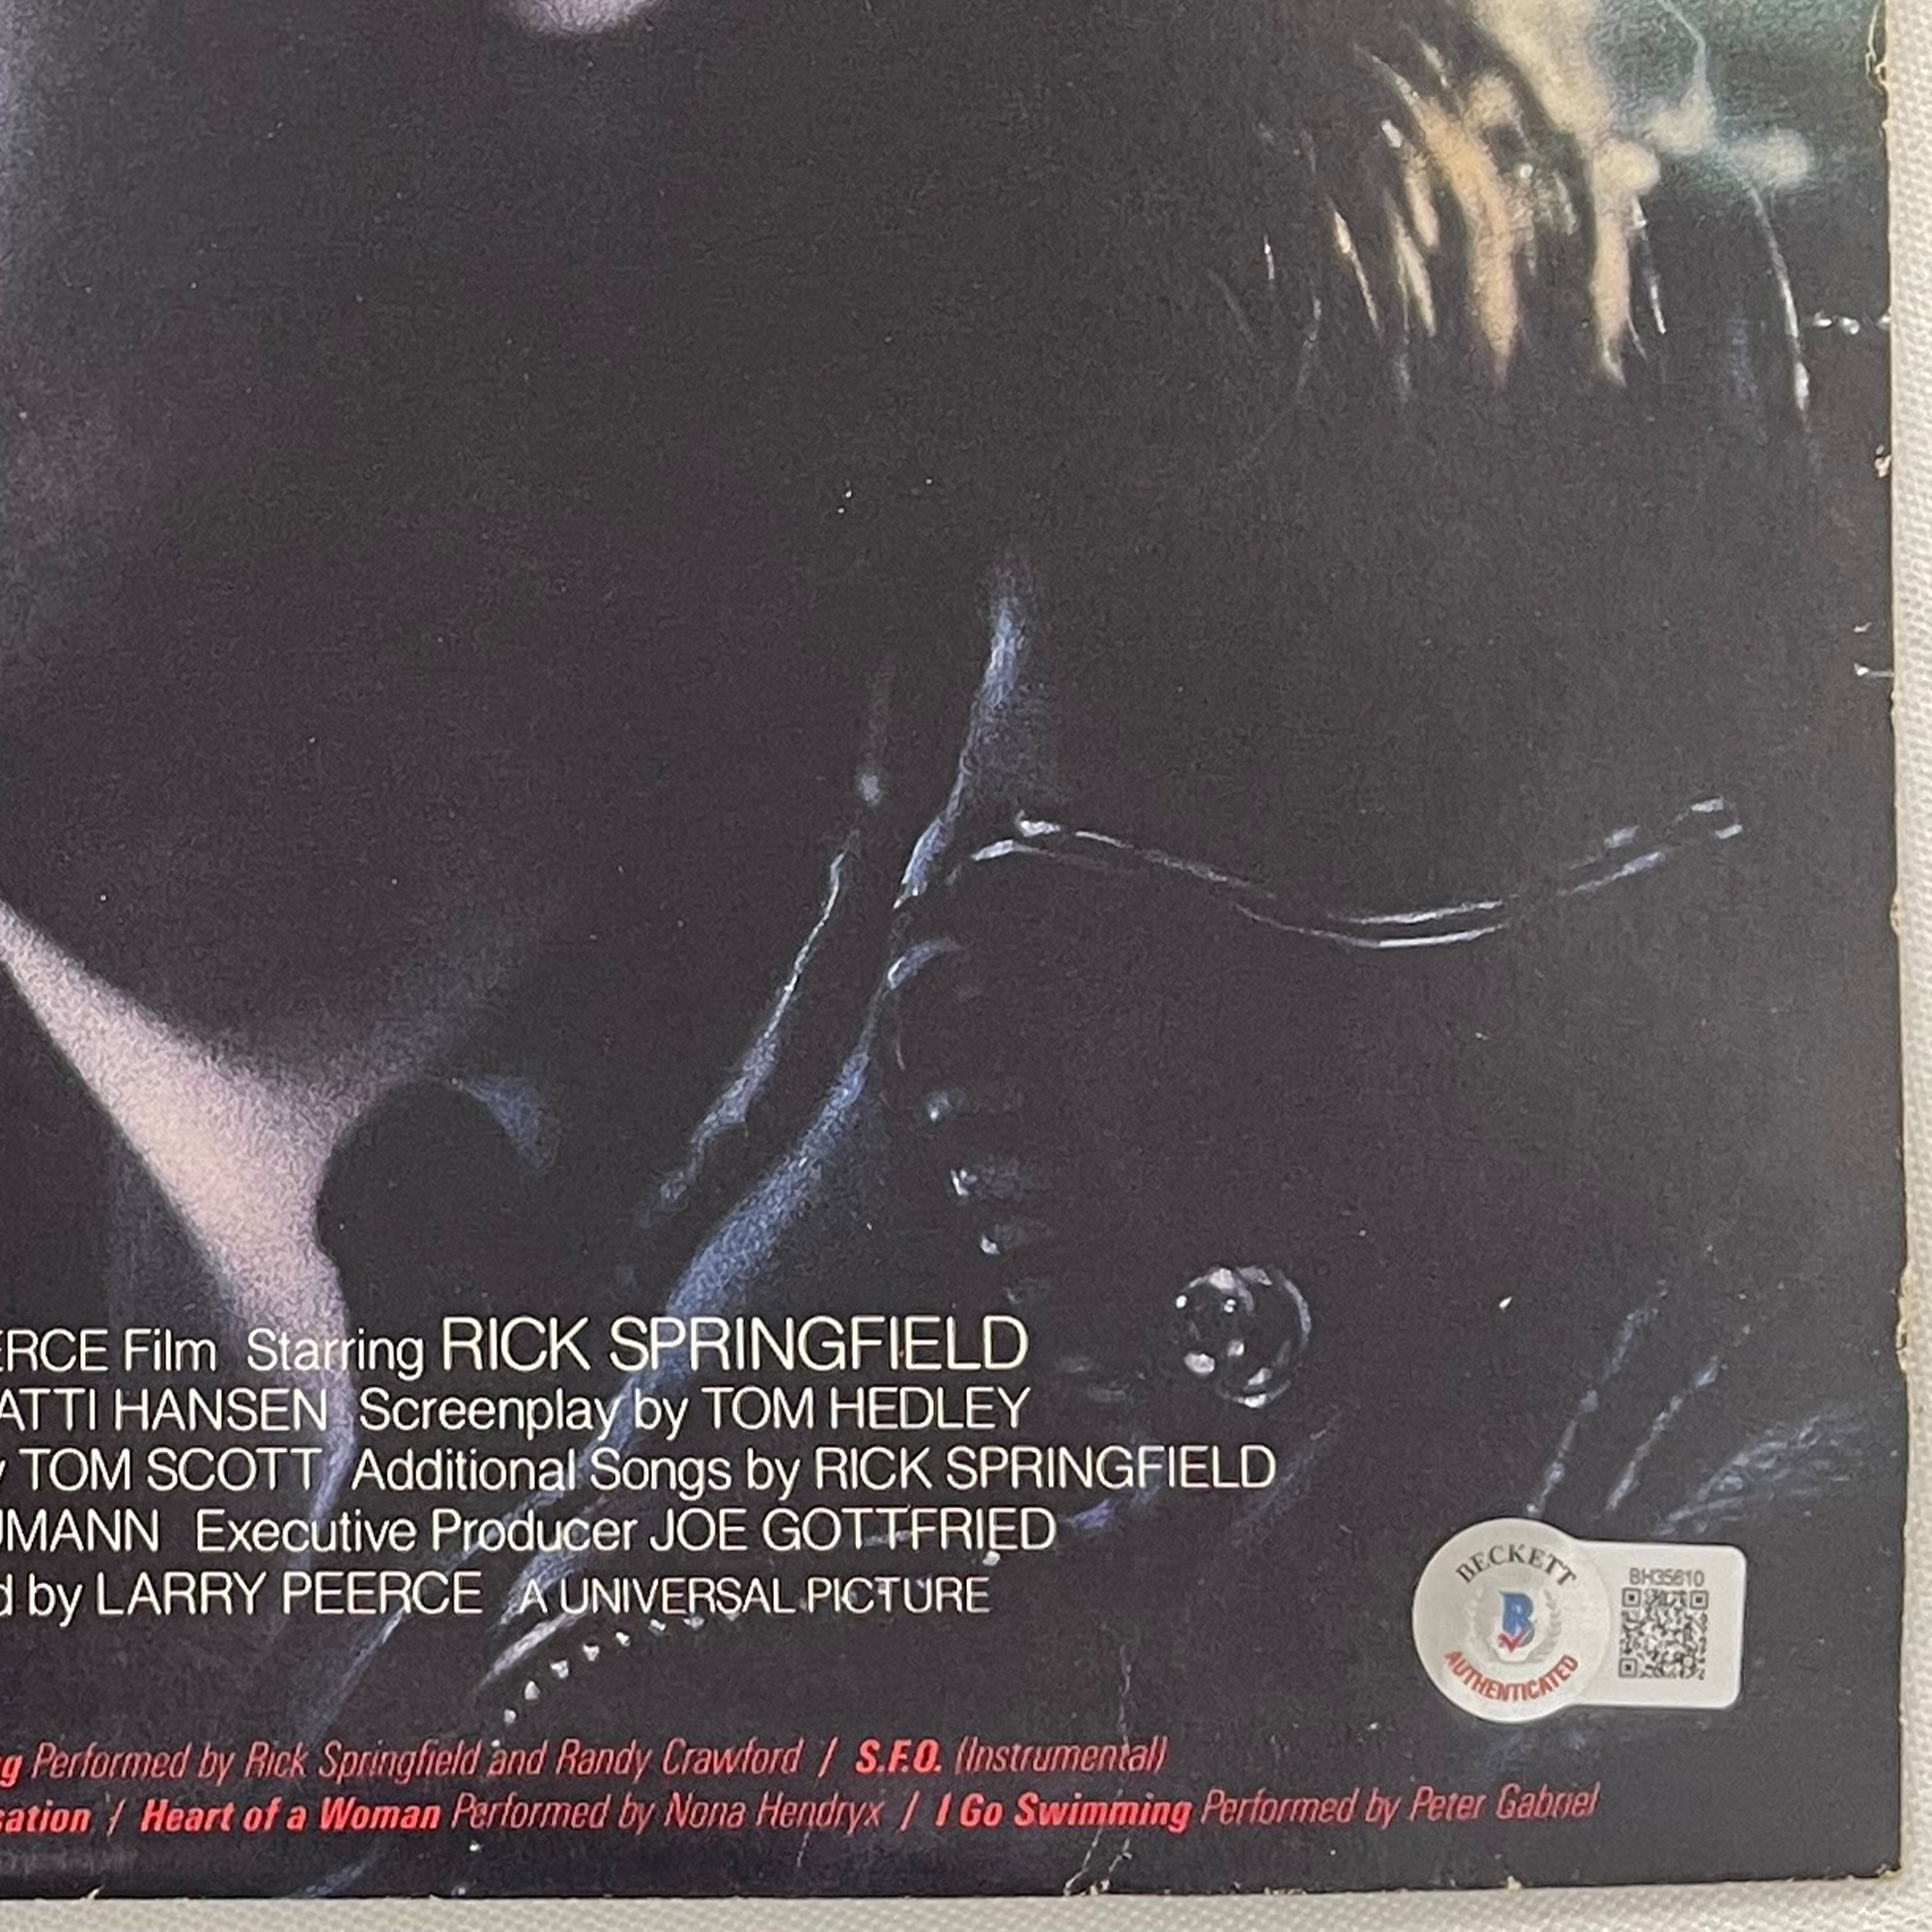 ERCE Film Starring RICK SPRINGFIELD
ATTI HANSEN Screenplay by TOM HEDLEY
y TOM SCOTT Additional Songs by RICK SPRINGFIELD
UMANN Executive Producer JOE GOTTFRIED
d by LARRY PEERCE A UNIVERSAL PICTURE
BECKETT
B
AUTHENTICATED
BH35610
g Performed by Rick Springfield and Randy Crawford / S.F.O. (Instrumental)
sation / Heart of a Woman Performed by Nona Hendryx / I Go Swimming Performed by Peter Gabriel